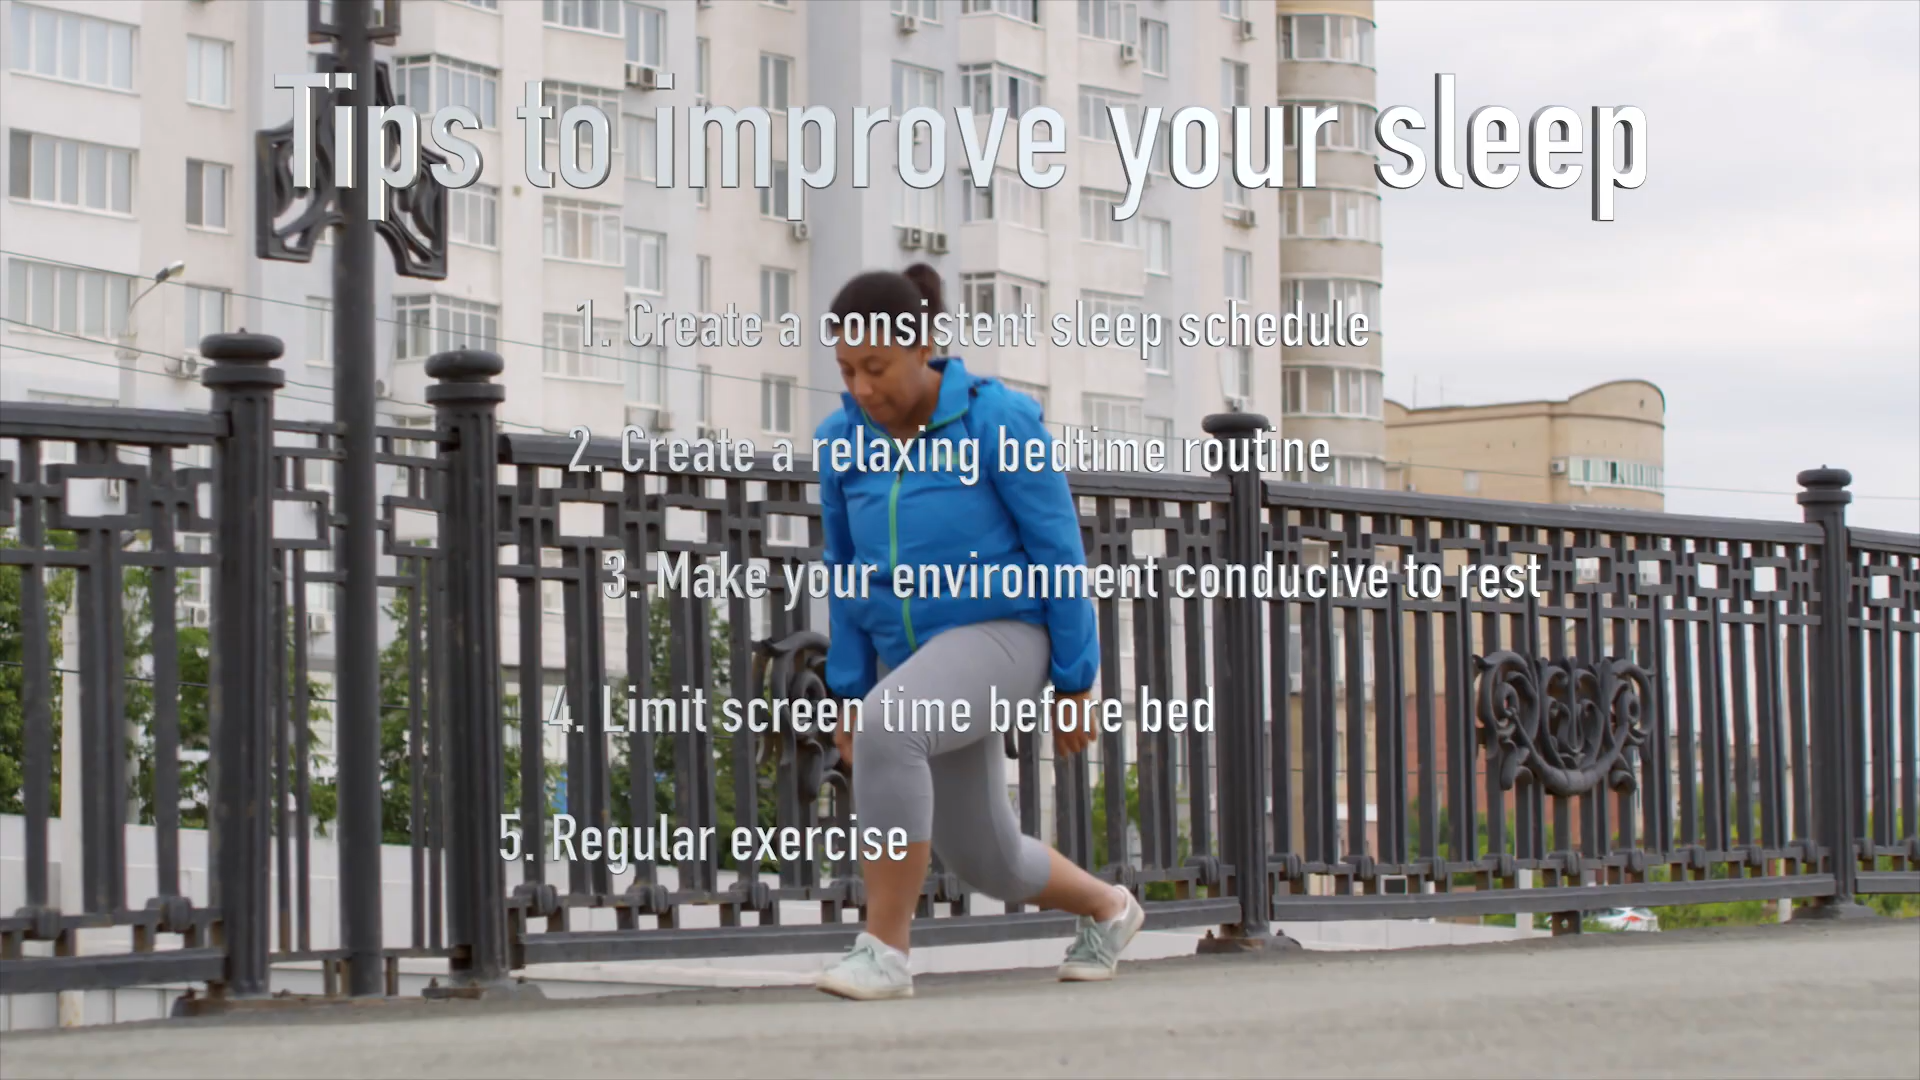 Tips to improve your sleep
1. Create a consistent sleep schedule
2. Create a relaxing bedtime routine
3. Make your environment conducive to rest
4. Limit screen time before bed
5. Regular exercise